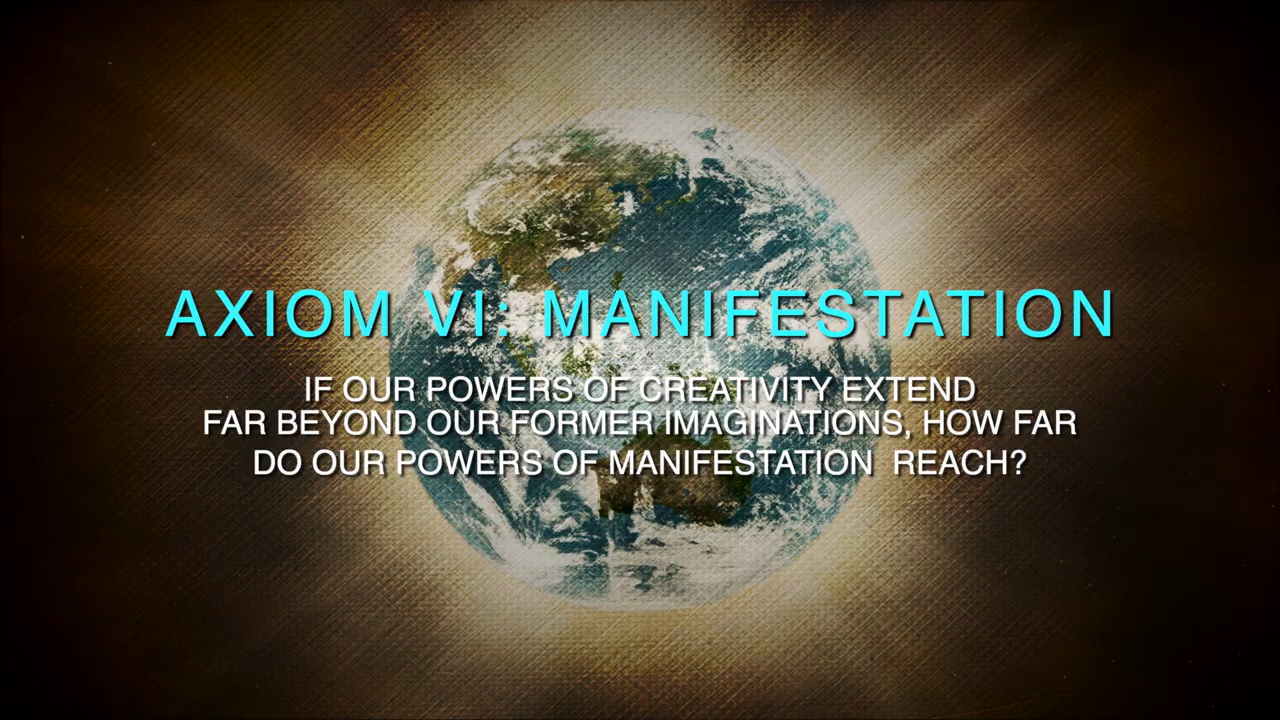 AXIOM VI: MANIFESTATION
IF OUR POWERS OF CREATIVITY EXTEND
FAR BEYOND OUR FORMER IMAGINATIONS, HOW FAR
DO OUR POWERS OF MANIFESTATION  REACH?